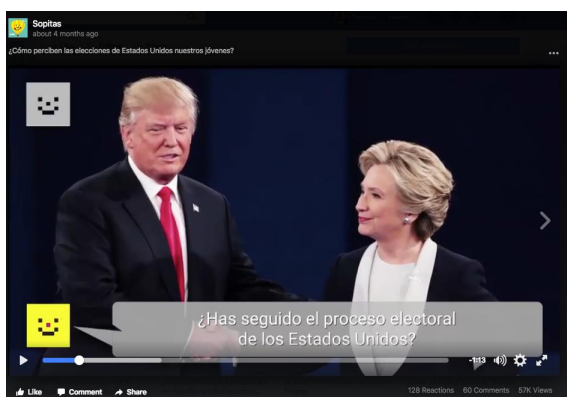 Sopitas
about 4 months ago
¿Cómo perciben las elecciones de Estados Unidos nuestros jóvenes?
¿Has seguido el proceso electoral
de los Estados Unidos?
-1:13
Like Comment Share 128 Reactions 60 Comments 57K Views